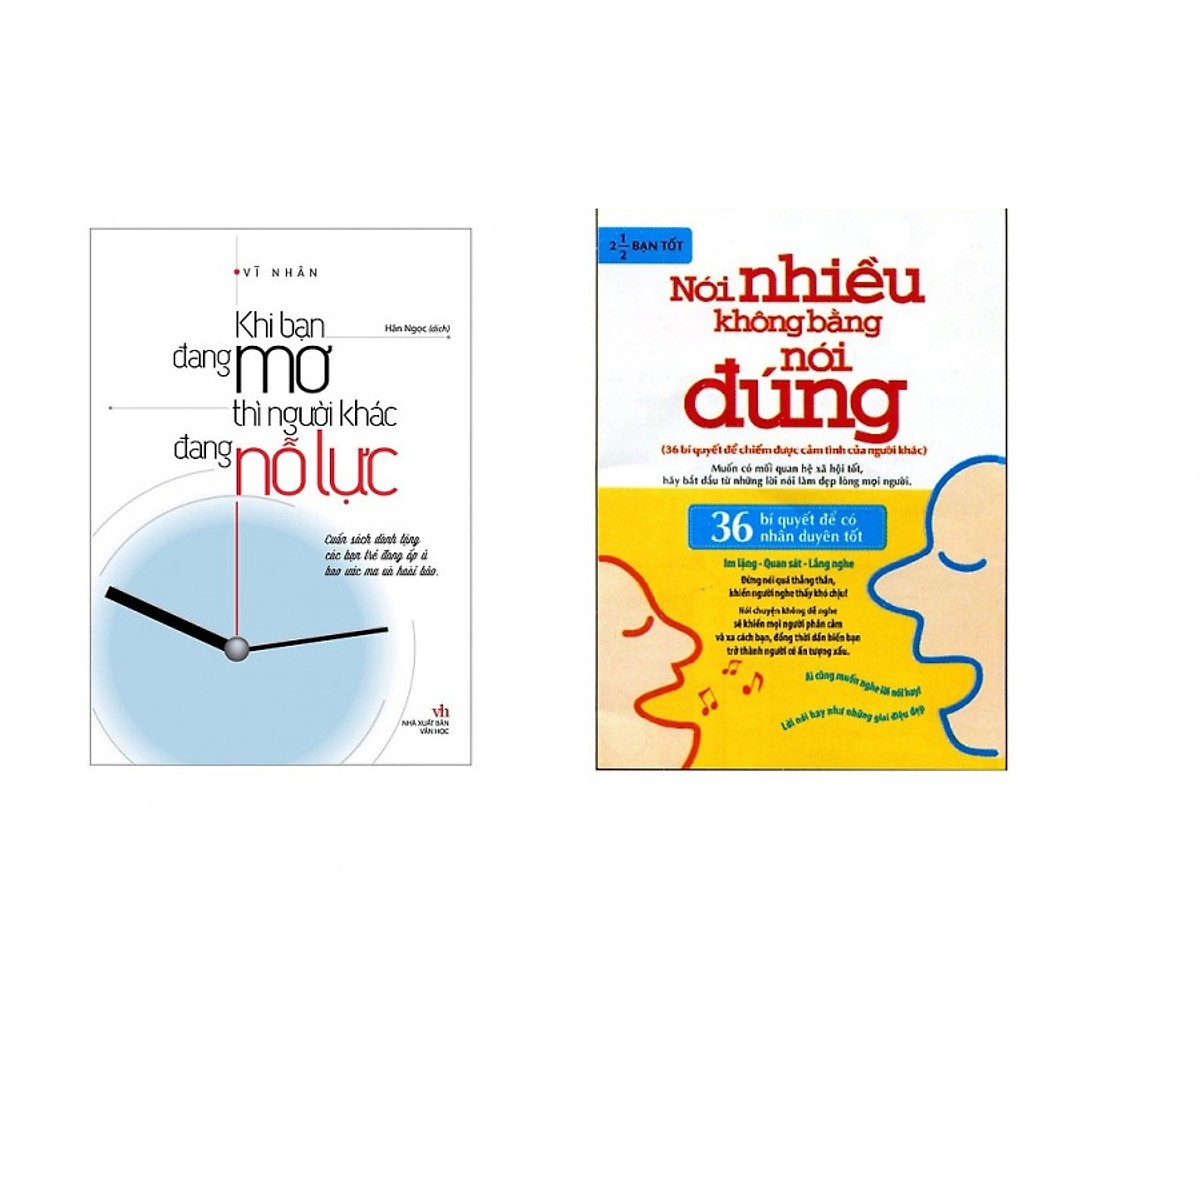 VĨ NHÂN
Khi bạn
Hân Ngọc (dịch)
đang mơ
thì người khác
đang nỗ lực
Cuốn sách dành tặng
các bạn trẻ đang ấp ủ
bao ước mơ và hoài bão.
vh
NHÀ XUẤT BẢN
VĂN HỌC
2 1/2 BẠN TỐT
Nói nhiều
không bằng
nói
đúng
(36 bí quyết để chiếm được cảm tình của người khác)
Muốn có mối quan hệ xã hội tốt,
hãy bắt đầu từ những lời nói làm đẹp lòng mọi người.
36 bí quyết để có
nhân duyên tốt
Im lặng - Quan sát - Lắng nghe
Đừng nói quá thẳng thắn,
khiến người nghe thấy khó chịu!
Nói chuyện không dễ nghe
sẽ khiến mọi người phản cảm
và xa cách bạn, đồng thời dần biến bạn
trở thành người có ấn tượng xấu.
Ai cũng muốn nghe lời nói hay!
Lời nói hay như những giai điệu đẹp